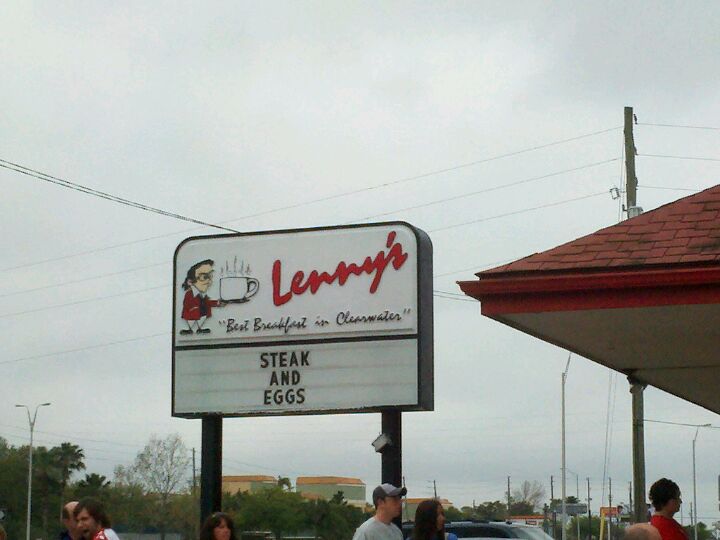 Lenny's
"Best Breakfast in Clearwater"
STEAK
AND
EGGS